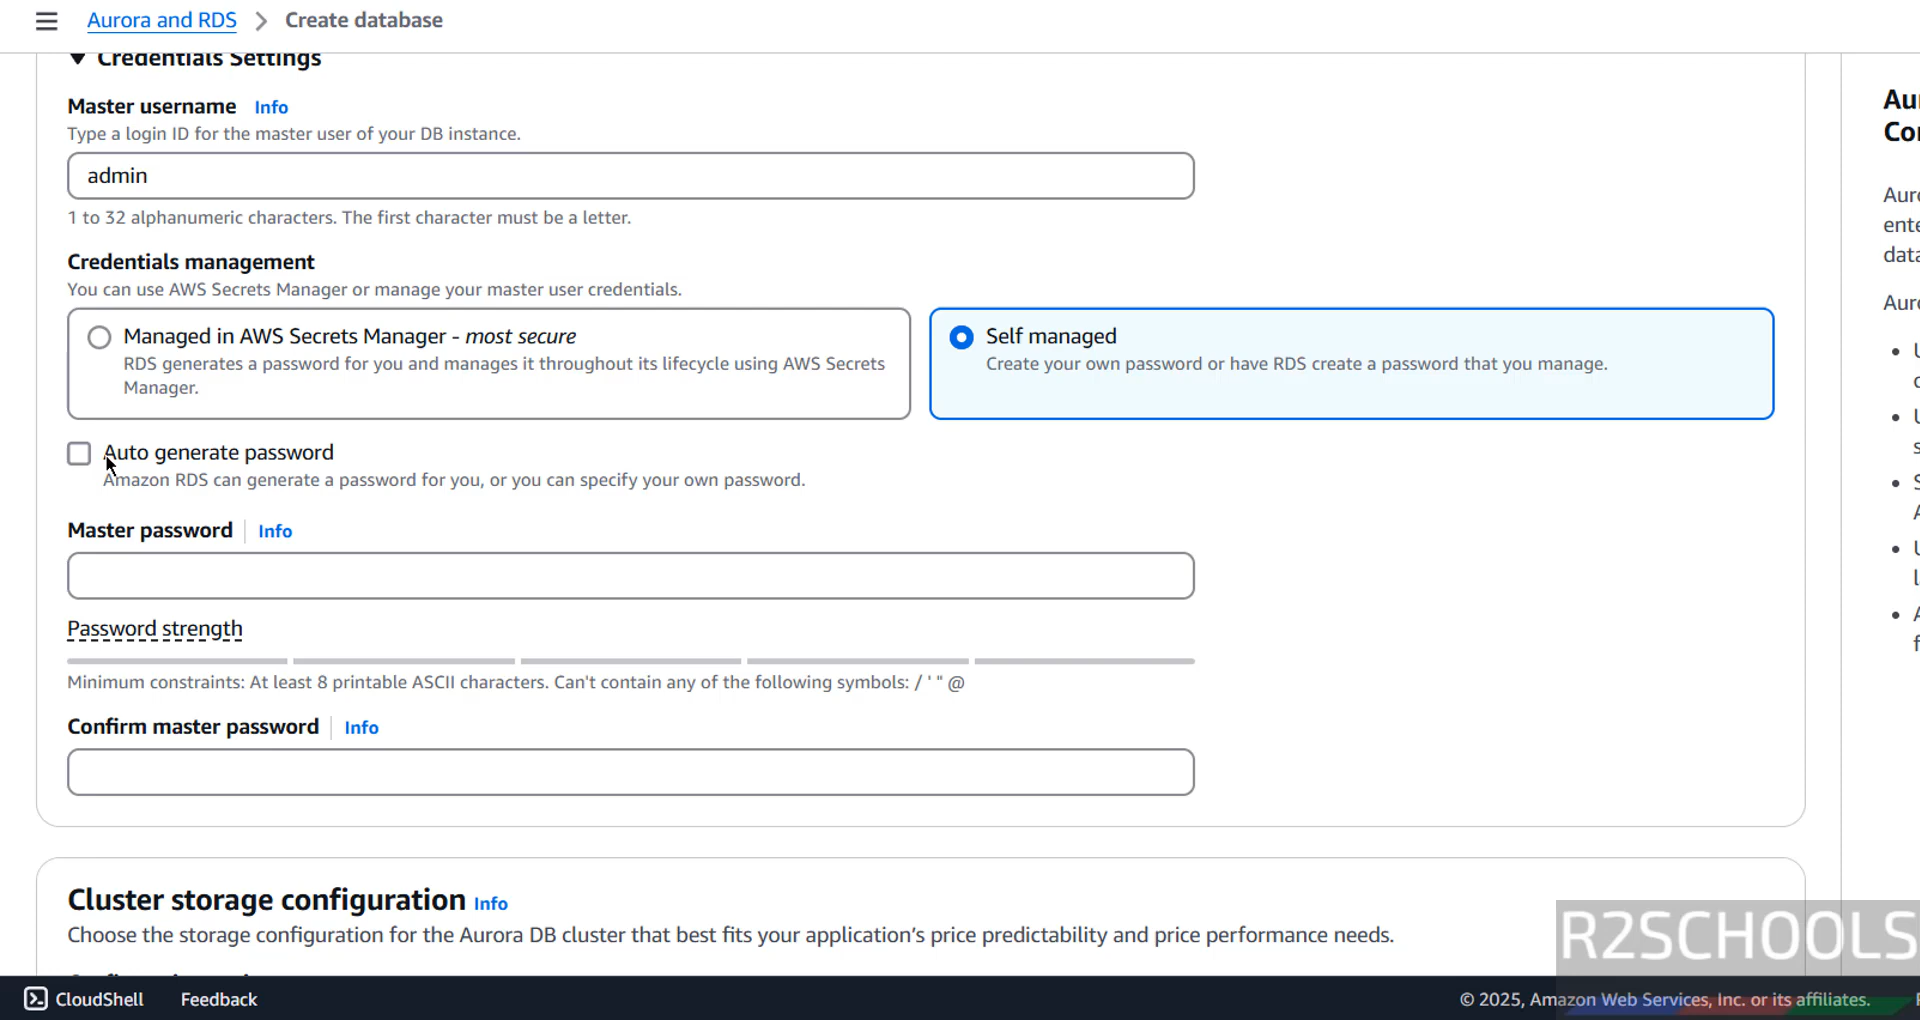 Aurora and RDS > Create database
Credentials Settings
Master username Info
Type a login ID for the master user of your DB instance.
admin
1 to 32 alphanumeric characters. The first character must be a letter.
Credentials management
You can use AWS Secrets Manager or manage your master user credentials.
Managed in AWS Secrets Manager - most secure
RDS generates a password for you and manages it throughout its lifecycle using AWS Secrets
Manager.
Self managed
Create your own password or have RDS create a password that you manage.
Auto generate password
Amazon RDS can generate a password for you, or you can specify your own password.
Master password Info
Password strength
Minimum constraints: At least 8 printable ASCII characters. Can't contain any of the following symbols: / ' " @
Confirm master password Info
Cluster storage configuration Info
Choose the storage configuration for the Aurora DB cluster that best fits your application's price predictability and price performance needs.
R2SCHOOLS
CloudShell Feedback
© 2025, Amazon Web Services, Inc. or its affiliates.